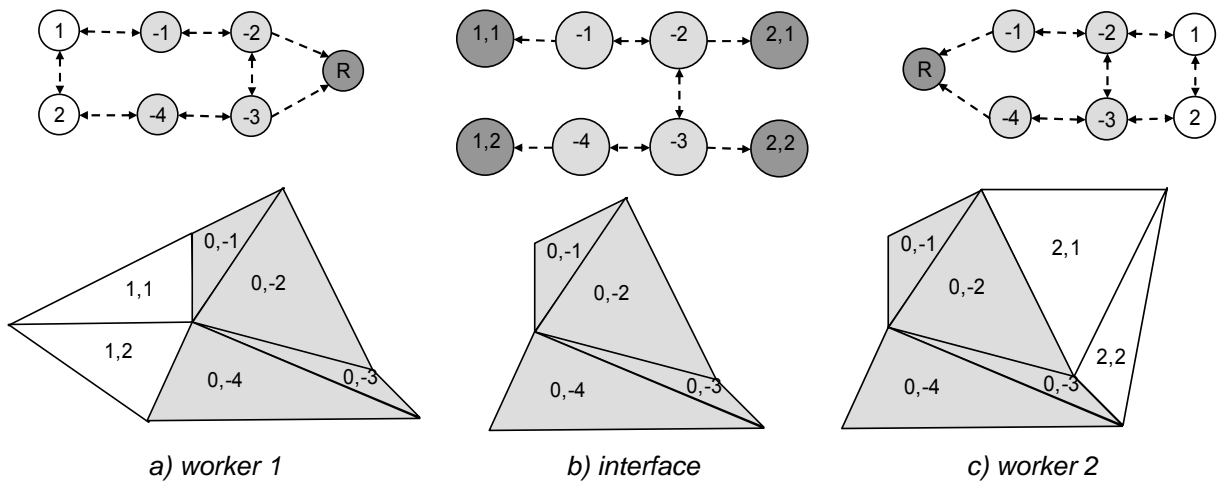 1 -1 -2
R
2 -4 -3
1,1 -1 -2 2,1
1,2 -4 -3 2,2
-1 -2 1
R
-4 -3 2
0,-1
0,-2
1,1
1,2
0,-4
0,-3
0,-1
0,-2
0,-4
0,-3
0,-1
2,1
0,-2
2,2
0,-4
0,-3
a) worker 1
b) interface
c) worker 2